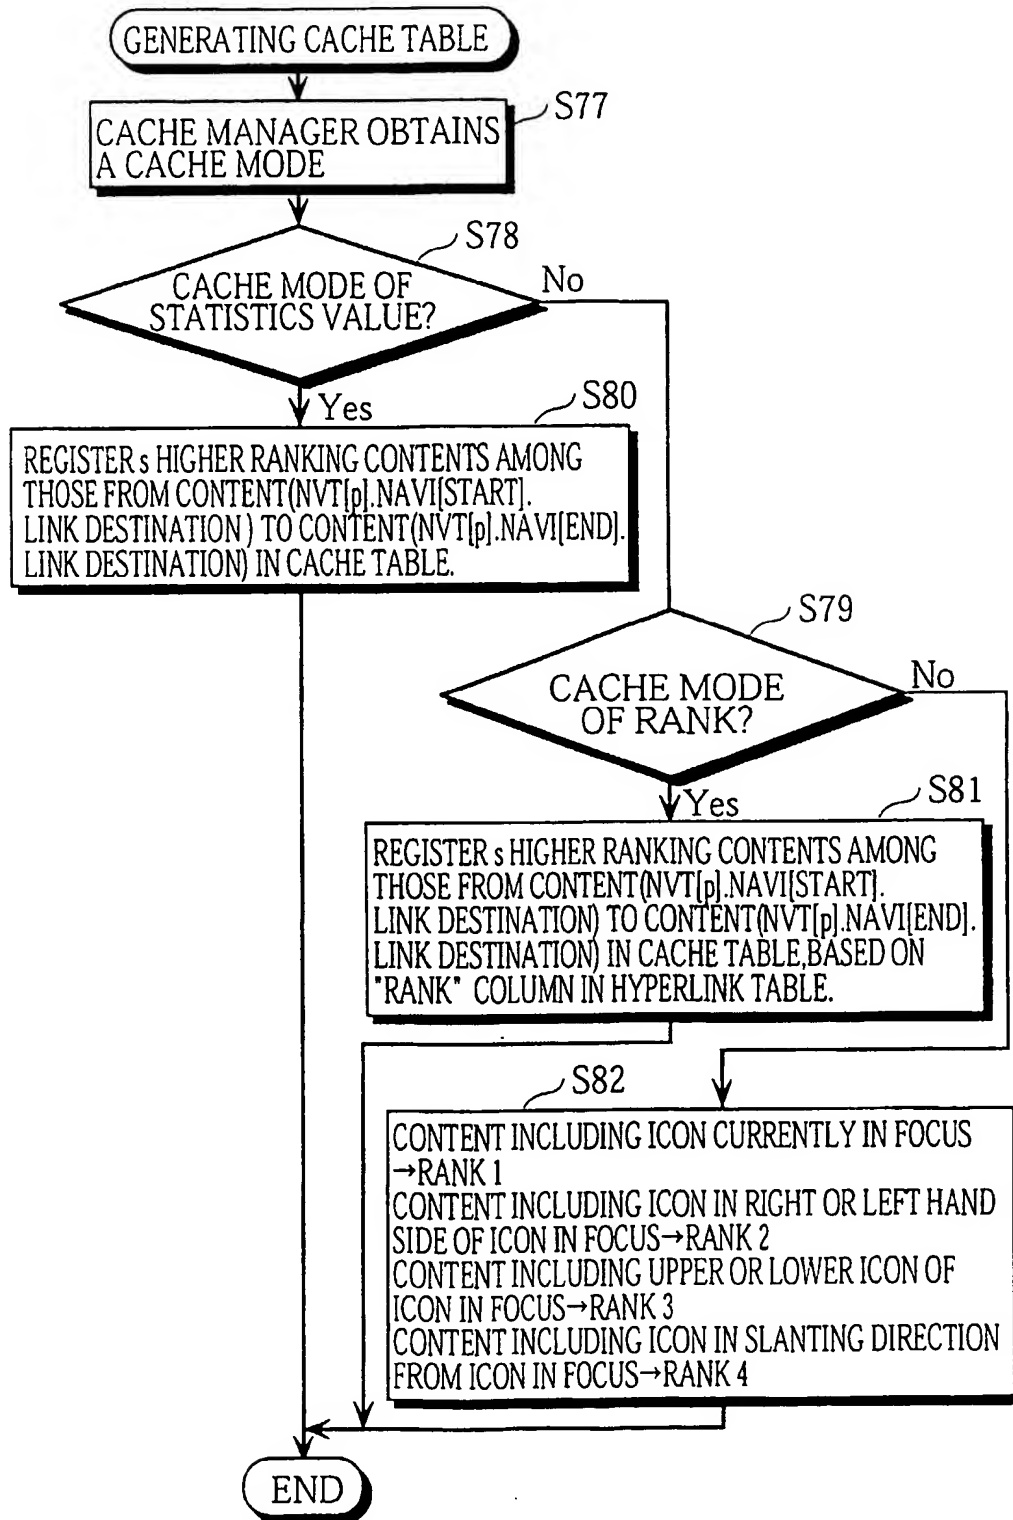 GENERATING CACHE TABLE
S77
CACHE MANAGER OBTAINS
A CACHE MODE
S78
CACHE MODE OF
STATISTICS VALUE?
No
Yes
S80
REGISTER s HIGHER RANKING CONTENTS AMONG
THOSE FROM CONTENT(NVT[p].NAVI[START].
LINK DESTINATION ) TO CONTENT(NVT[p].NAVI[END].
LINK DESTINATION) IN CACHE TABLE.
S79
CACHE MODE
OF RANK?
No
Yes
S81
REGISTER s HIGHER RANKING CONTENTS AMONG
THOSE FROM CONTENT(NVT[p].NAVI[START].
LINK DESTINATION) TO CONTENT(NVT[p].NAVI[END].
LINK DESTINATION) IN CACHE TABLE,BASED ON
"RANK" COLUMN IN HYPERLINK TABLE.
S82
CONTENT INCLUDING ICON CURRENTLY IN FOCUS
→RANK 1
CONTENT INCLUDING ICON IN RIGHT OR LEFT HAND
SIDE OF ICON IN FOCUS→RANK 2
CONTENT INCLUDING UPPER OR LOWER ICON OF
ICON IN FOCUS→RANK 3
CONTENT INCLUDING ICON IN SLANTING DIRECTION
FROM ICON IN FOCUS→RANK 4
END